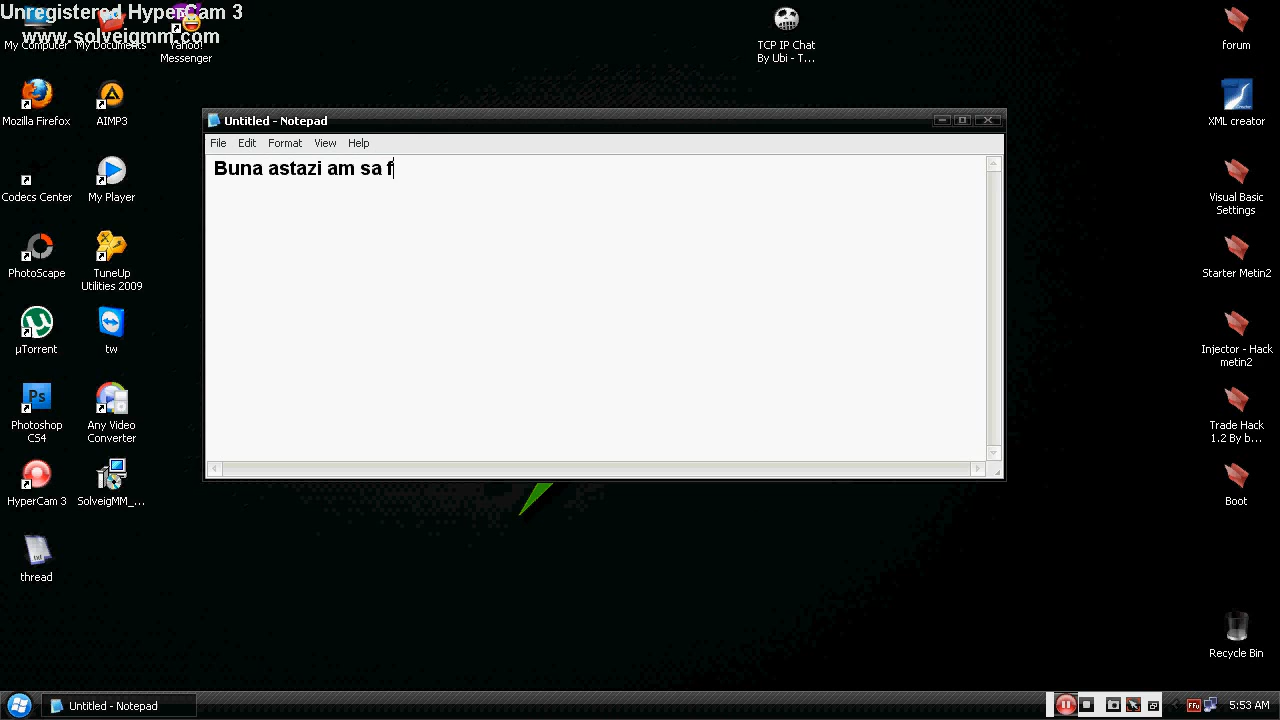 Unregistered HyperCam 3
www.solveigmm.com
My Computer
My Documents
Yahoo!
Messenger
TCP IP Chat
By Ubi - T...
forum
Mozilla Firefox
AIMP3
XML creator
Untitled - Notepad
File Edit Format View Help
Buna astazi am sa f
Codecs Center
My Player
Visual Basic
Settings
PhotoScape
TuneUp
Utilities 2009
Starter Metin2
µTorrent
tw
Injector - Hack
metin2
Ps
Photoshop
CS4
Any Video
Converter
Trade Hack
1.2 By b...
HyperCam 3
SolveigMM_...
Boot
txt
thread
Recycle Bin
Untitled - Notepad
FFu
5:53 AM